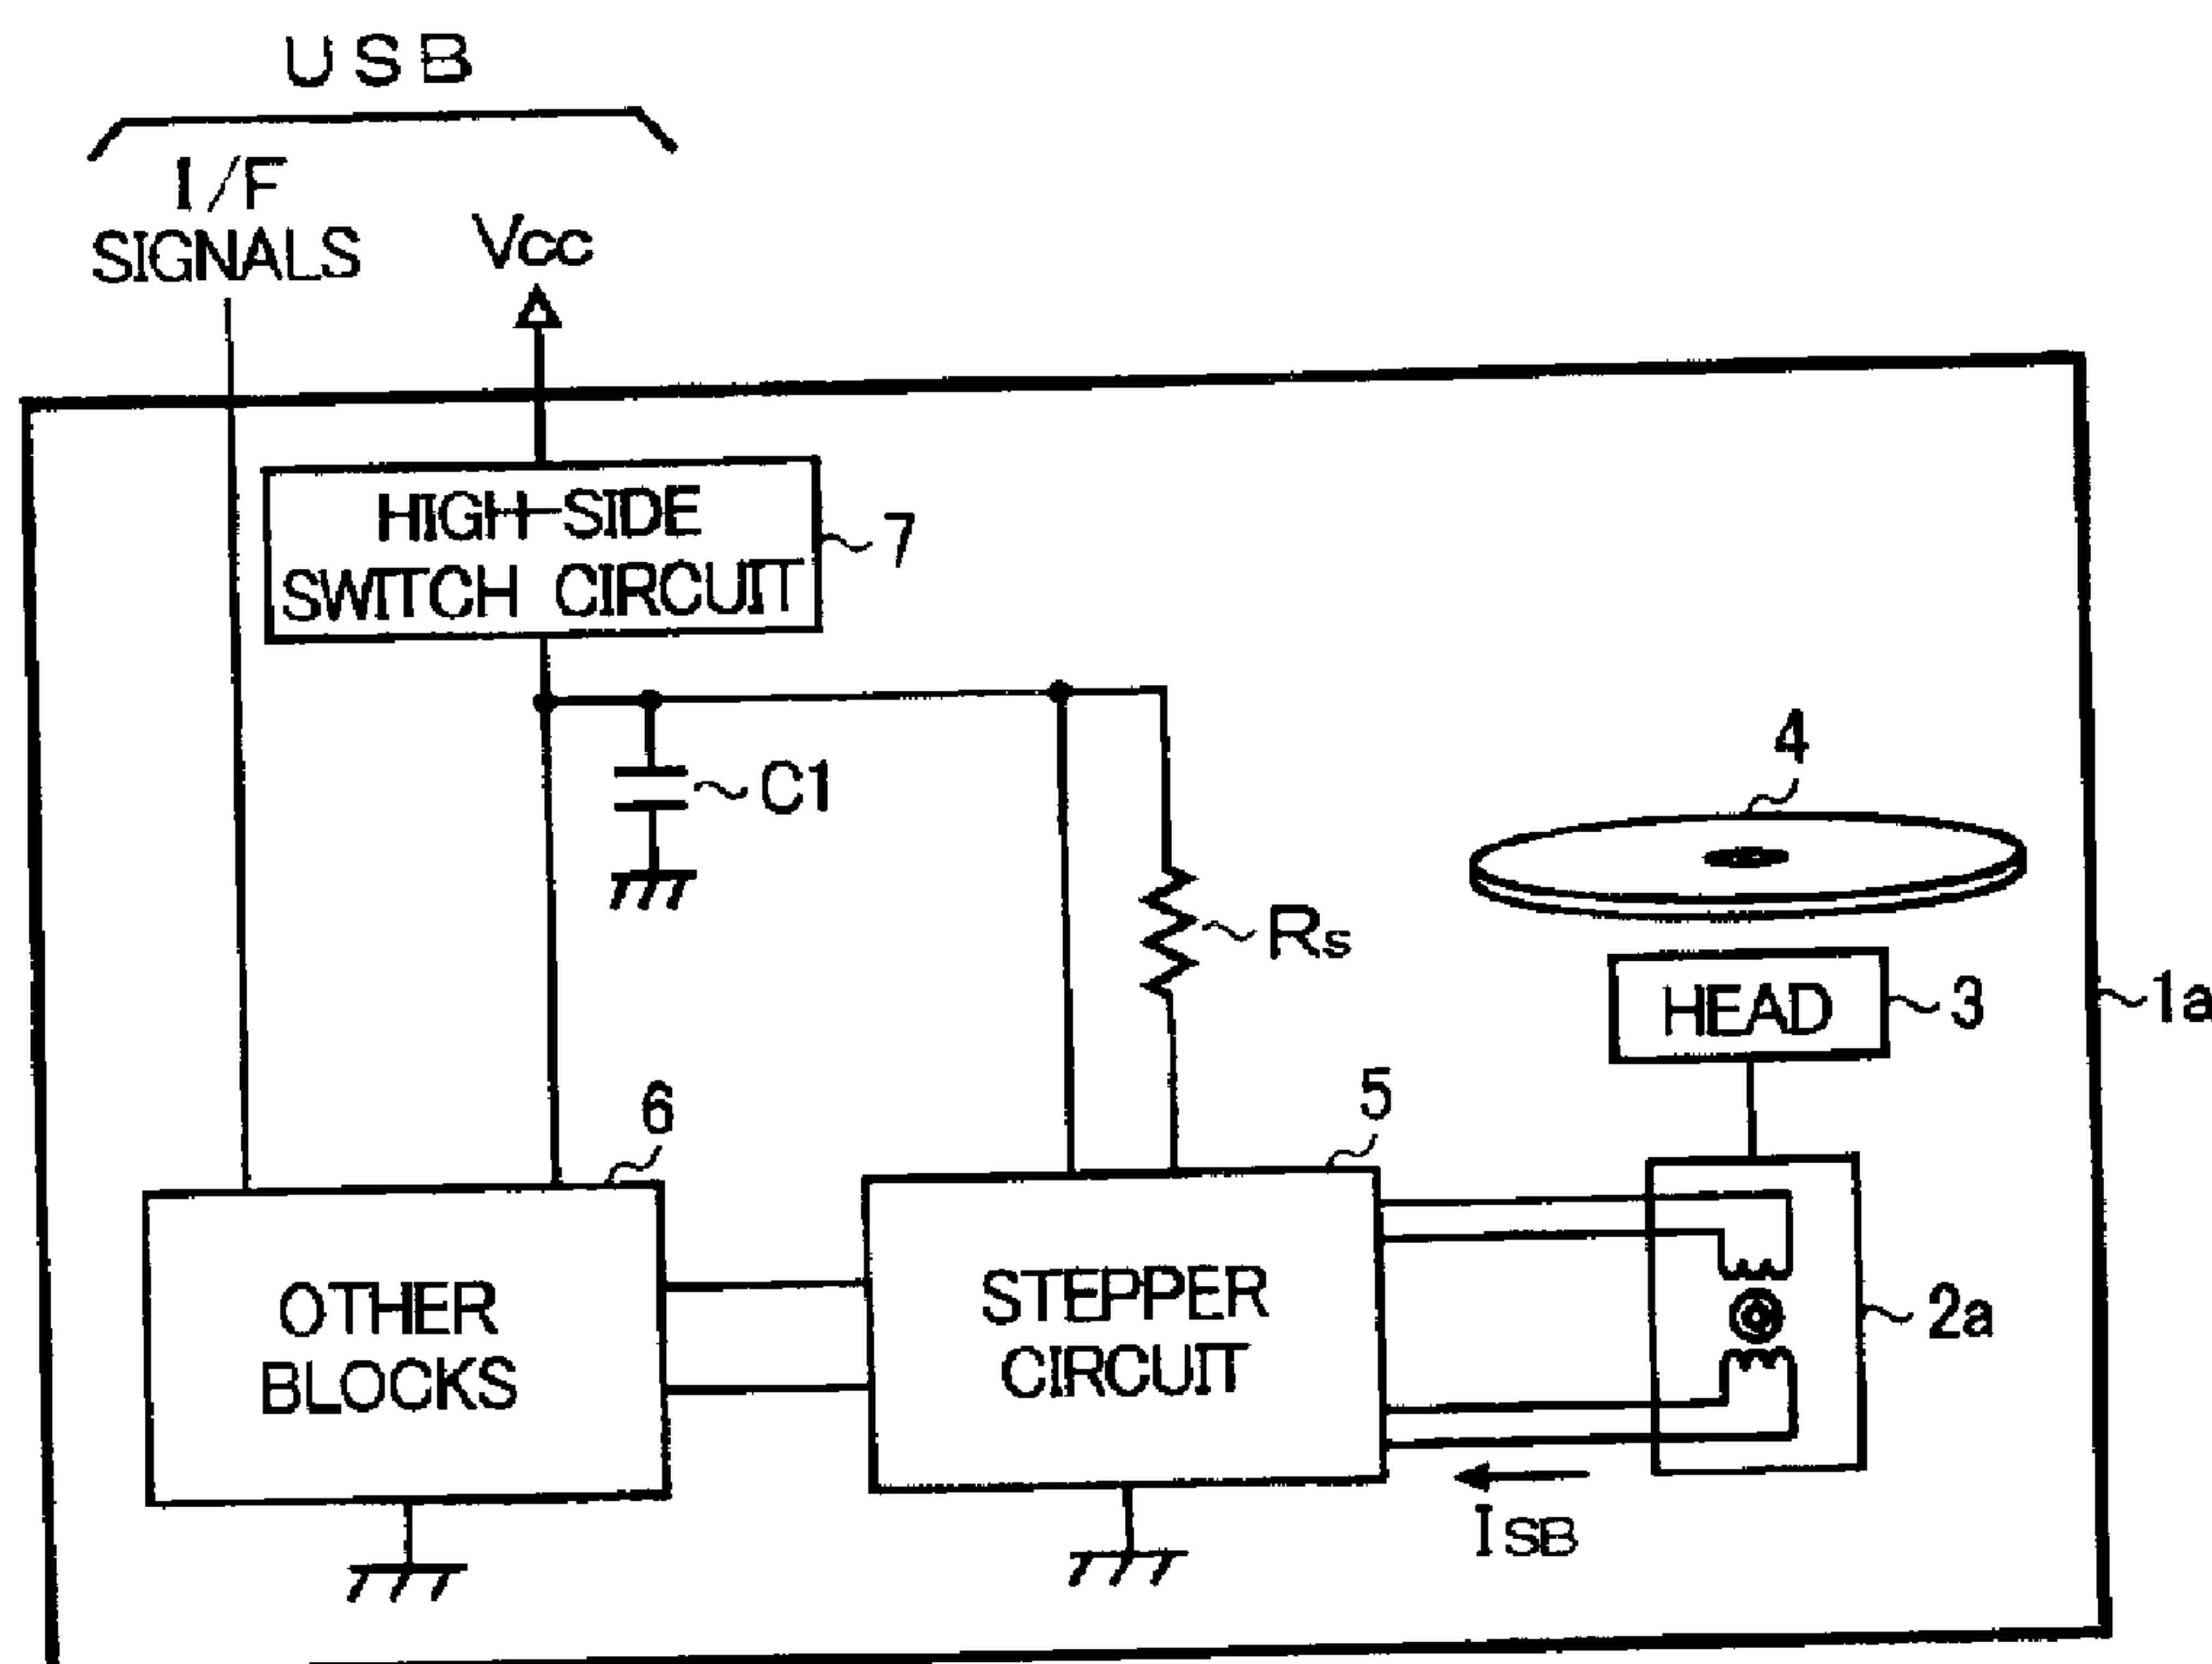 USB
I/F
SIGNALS
Vcc
HIGH-SIDE
SWITCH CIRCUIT
7
C1
4
Rs
HEAD
3
1a
6
5
OTHER
BLOCKS
STEPPER
CIRCUIT
2a
ISB